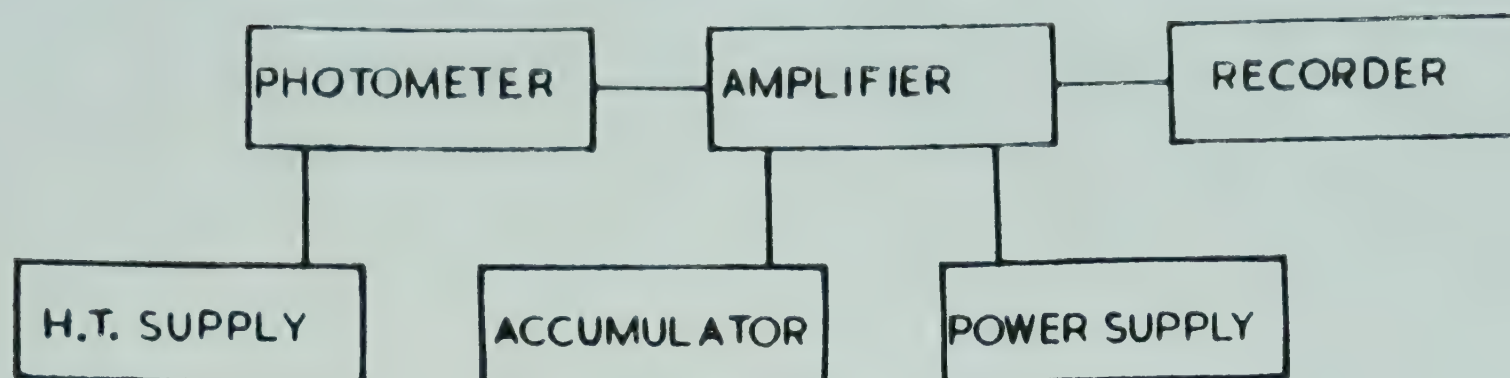 PHOTOMETER
AMPLIFIER
RECORDER
H.T. SUPPLY
ACCUMULATOR
POWER SUPPLY